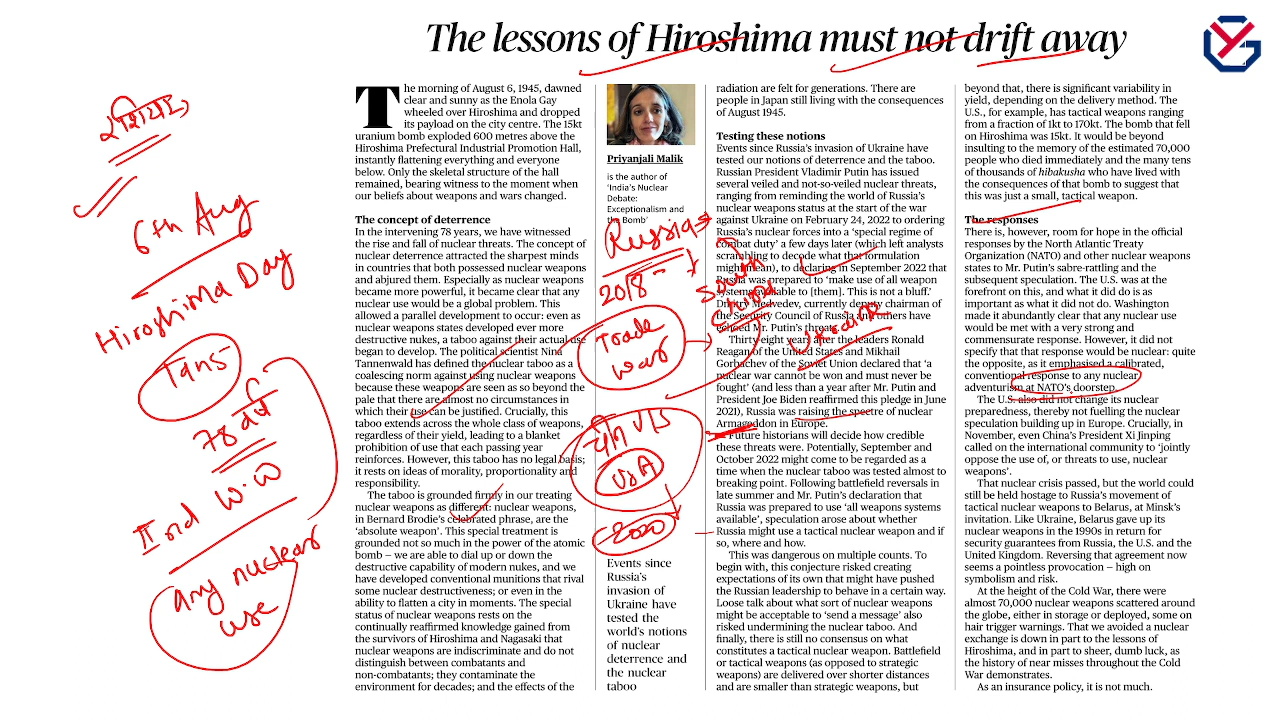 The lessons of Hiroshima must not drift away
6th Aug
Hiroshima Day
Tans
78
IInd W.W
any nuclear
use
The morning of August 6, 1945, dawned
clear and sunny as the Enola Gay
wheeled over Hiroshima and dropped
its payload on the city centre. The 15kt
uranium bomb exploded 600 metres above the
Hiroshima Prefectural Industrial Promotion Hall,
instantly flattening everything and everyone
below. Only the skeletal structure of the hall
remained, bearing witness to the moment when
our beliefs about weapons and wars changed.
The concept of deterrence
In the intervening 78 years, we have witnessed
the rise and fall of nuclear threats. The concept of
nuclear deterrence attracted the sharpest minds
in countries that both possessed nuclear weapons
and abjured them. Especially as nuclear weapons
became more powerful, it became clear that any
nuclear use would be a global problem. This
allowed a parallel development to occur: even as
nuclear weapons states developed ever more
destructive nukes, a taboo against their actual use
began to develop. The political scientist Nina
Tannenwald has defined the nuclear taboo as a
coalescing norm against using nuclear weapons
because these weapons are seen as so beyond the
pale that there are almost no circumstances in
which their use can be justified. Crucially, this
taboo extends across the whole class of weapons,
regardless of their yield, leading to a blanket
prohibition of use that each passing year
reinforces. However, this taboo has no legal basis;
it rests on ideas of morality, proportionality and
responsibility.
The taboo is grounded firmly in our treating
nuclear weapons as different: nuclear weapons,
in Bernard Brodie's celebrated phrase, are the
'absolute weapon'. This special treatment is
grounded not so much in the power of the atomic
bomb — we are able to dial up or down the
destructive capability of modern nukes, and we
have developed conventional munitions that rival
some nuclear destructiveness; or even in the
ability to flatten a city in moments. The special
status of nuclear weapons rests on the
continually reaffirmed knowledge gained from
the survivors of Hiroshima and Nagasaki that
nuclear weapons are indiscriminate and do not
distinguish between combatants and
non-combatants; they contaminate the
environment for decades; and the effects of the
Priyanjali Malik
is the author of
'India's Nuclear
Debate:
Exceptionalism and
the Bomb'
Russia
2018
South
China
Trade
war
Ukraine
V/S
USA
2020
Events since
Russia's
invasion of
Ukraine have
tested the
world's notions
of nuclear
deterrence and
the nuclear
taboo
radiation are felt for generations. There are
people in Japan still living with the consequences
of August 1945.
Testing these notions
Events since Russia's invasion of Ukraine have
tested our notions of deterrence and the taboo.
Russian President Vladimir Putin has issued
several veiled and not-so-veiled nuclear threats,
ranging from reminding the world of Russia's
nuclear weapons status at the start of the war
against Ukraine on February 24, 2022 to ordering
Russia's nuclear forces into a 'special regime of
combat duty' a few days later (which left analysts
scrambling to decode what that formulation
might mean), to declaring in September 2022 that
Russia was prepared to 'make use of all weapon
systems available to [them]. This is not a bluff.'
Dmitry Medvedev, currently deputy chairman of
the Security Council of Russia and others have
echoed Mr. Putin's threats.
Thirty-eight years after the leaders Ronald
Reagan of the United States and Mikhail
Gorbachev of the Soviet Union declared that 'a
nuclear war cannot be won and must never be
fought' (and less than a year after Mr. Putin and
President Joe Biden reaffirmed this pledge in June
2021), Russia was raising the spectre of nuclear
Armageddon in Europe.
Future historians will decide how credible
these threats were. Potentially, September and
October 2022 might come to be regarded as a
time when the nuclear taboo was tested almost to
breaking point. Following battlefield reversals in
late summer and Mr. Putin's declaration that
Russia was prepared to use 'all weapons systems
available', speculation arose about whether
Russia might use a tactical nuclear weapon and if
so, where and how.
This was dangerous on multiple counts. To
begin with, this conjecture risked creating
expectations of its own that might have pushed
the Russian leadership to behave in a certain way.
Loose talk about what sort of nuclear weapons
might be acceptable to 'send a message' also
risked undermining the nuclear taboo. And
finally, there is still no consensus on what
constitutes a tactical nuclear weapon. Battlefield
or tactical weapons (as opposed to strategic
weapons) are delivered over shorter distances
and are smaller than strategic weapons, but
beyond that, there is significant variability in
yield, depending on the delivery method. The
U.S., for example, has tactical weapons ranging
from a fraction of 1kt to 170kt. The bomb that fell
on Hiroshima was 15kt. It would be beyond
insulting to the memory of the estimated 70,000
people who died immediately and the many tens
of thousands of hibakusha who have lived with
the consequences of that bomb to suggest that
this was just a small, tactical weapon.
The responses
There is, however, room for hope in the official
responses by the North Atlantic Treaty
Organization (NATO) and other nuclear weapons
states to Mr. Putin's sabre-rattling and the
subsequent speculation. The U.S. was at the
forefront on this, and what it did do is as
important as what it did not do. Washington
made it abundantly clear that any nuclear use
would be met with a very strong and
commensurate response. However, it did not
specify that that response would be nuclear: quite
the opposite, as it emphasised a calibrated,
conventional response to any nuclear
adventurism at NATO's doorstep.
The U.S. also did not change its nuclear
preparedness, thereby not fuelling the nuclear
speculation building up in Europe. Crucially, in
November, even China's President Xi Jinping
called on the international community to 'jointly
oppose the use of, or threats to use, nuclear
weapons'.
That nuclear crisis passed, but the world could
still be held hostage to Russia's movement of
tactical nuclear weapons to Belarus, at Minsk's
invitation. Like Ukraine, Belarus gave up its
nuclear weapons in the 1990s in return for
security guarantees from Russia, the U.S. and the
United Kingdom. Reversing that agreement now
seems a pointless provocation — high on
symbolism and risk.
At the height of the Cold War, there were
almost 70,000 nuclear weapons scattered around
the globe, either in storage or deployed, some on
hair trigger warnings. That we avoided a nuclear
exchange is down in part to the lessons of
Hiroshima, and in part to sheer, dumb luck, as
the history of near misses throughout the Cold
War demonstrates.
As an insurance policy, it is not much.